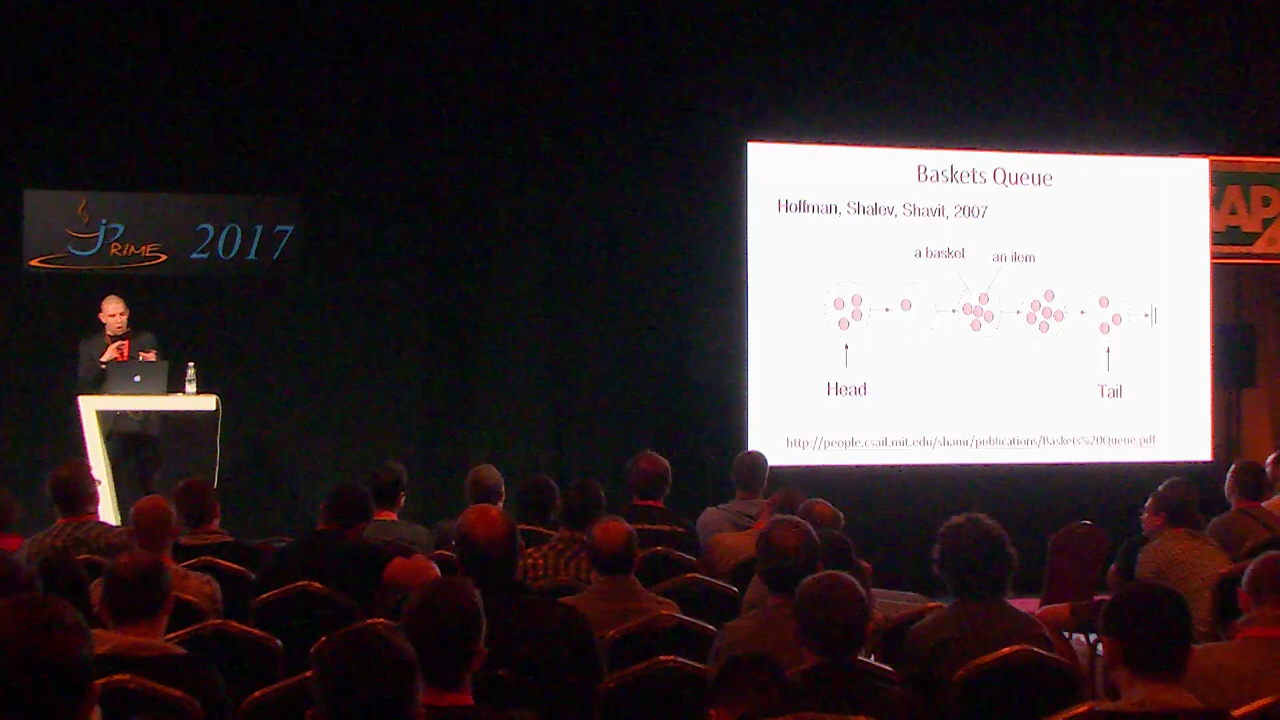 JPRIME 2017
Baskets Queue
Hoffman, Shalev, Shavit, 2007
a basket
an item
Head
Tail
http://people.csail.mit.edu/shanir/publications/Baskets%20Queue.pdf
SAP